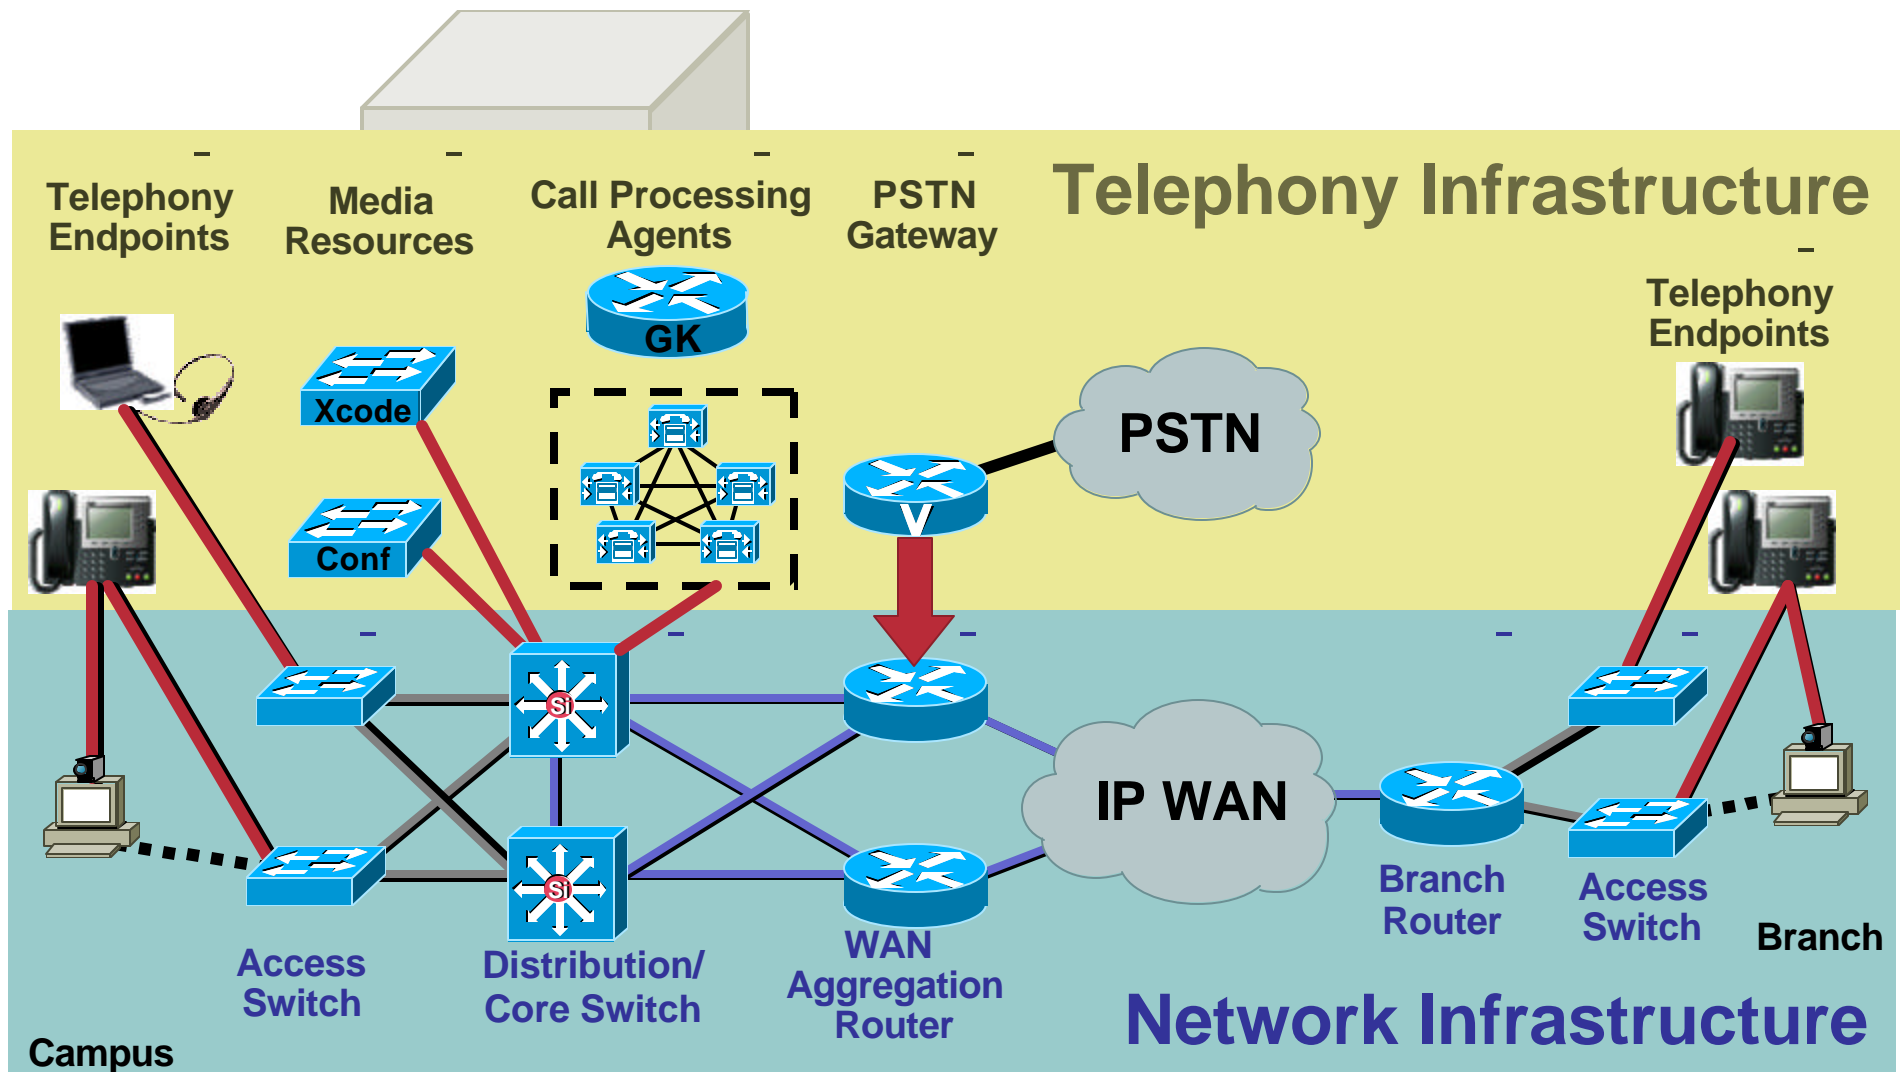 Telephony Infrastructure
Telephony
Endpoints
Media
Resources
Call Processing
Agents
PSTN
Gateway
Telephony
Endpoints
GK
Xcode
PSTN
Conf
V
Si
IP WAN
Si
Branch
Router
Access
Switch
Branch
Access
Switch
Distribution/
Core Switch
WAN
Aggregation
Router
Network Infrastructure
Campus